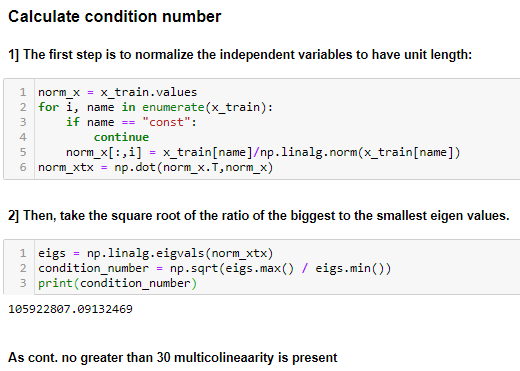 Calculate condition number
1] The first step is to normalize the independent variables to have unit length:
1 norm_x = x_train.values
2 for i, name in enumerate(x_train):
3     if name == "const":
4         continue
5     norm_x[:,i] = x_train[name]/np.linalg.norm(x_train[name])
6 norm_xtx = np.dot(norm_x.T,norm_x)
2] Then, take the square root of the ratio of the biggest to the smallest eigen values.
1 eigs = np.linalg.eigvals(norm_xtx)
2 condition_number = np.sqrt(eigs.max() / eigs.min())
3 print(condition_number)
105922807.09132469
As cont. no greater than 30 multicolineaarity is present